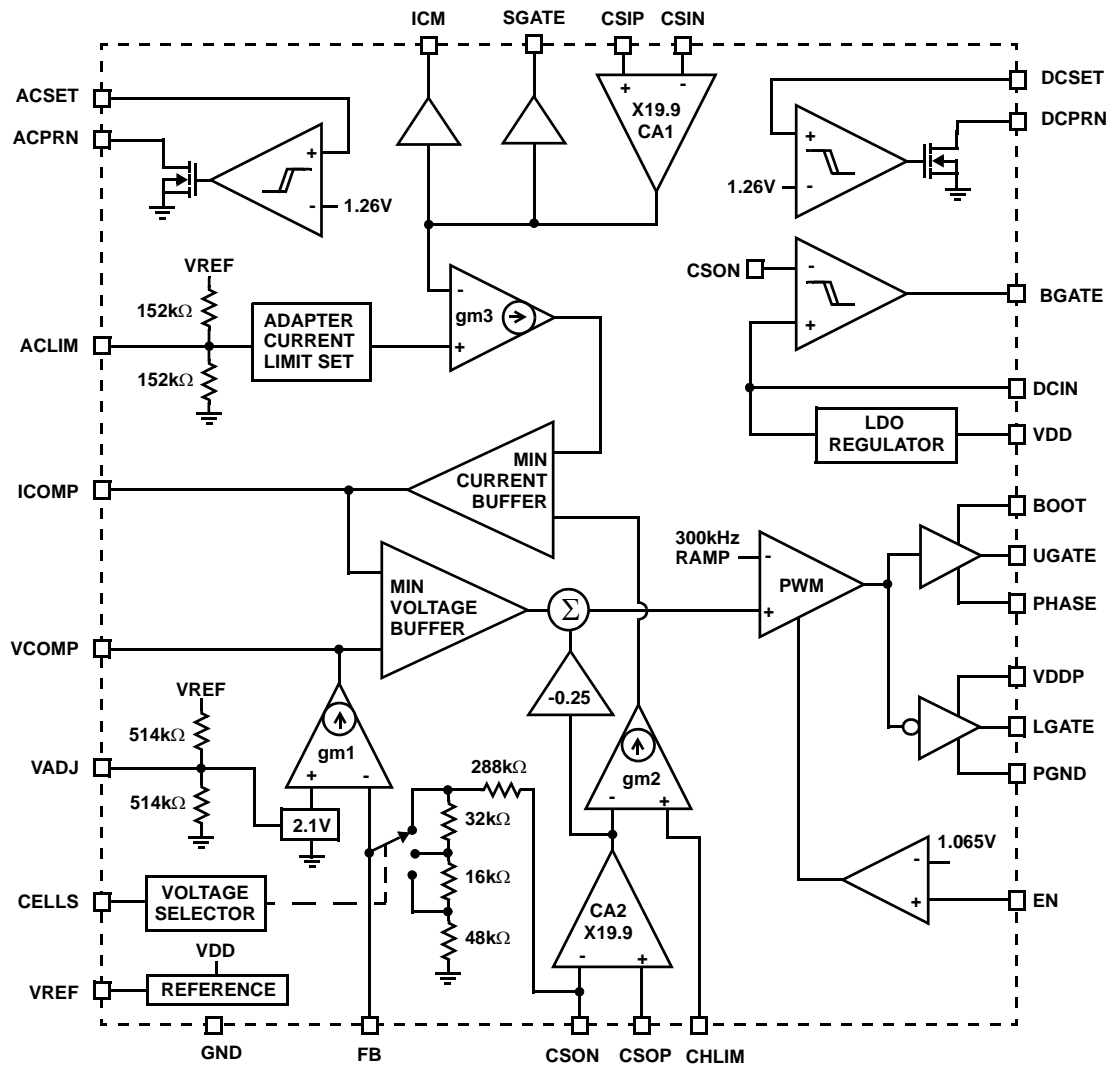 ICM
SGATE
CSIP
CSIN
ACSET
ACPRN
+
-
1.26V
+
-
X19.9
CA1
DCSET
DCPRN
+
-
1.26V
VREF
152kΩ
152kΩ
ACLIM
ADAPTER
CURRENT
LIMIT SET
-
gm3
+
CSON
-
+
BGATE
DCIN
LDO
REGULATOR
VDD
ICOMP
MIN
CURRENT
BUFFER
MIN
VOLTAGE
BUFFER
Σ
300kHz
RAMP
-
+
PWM
BOOT
UGATE
PHASE
VCOMP
VREF
514kΩ
514kΩ
VADJ
gm1
+
-
2.1V
-0.25
gm2
-
+
VDDP
LGATE
PGND
288kΩ
32kΩ
16kΩ
48kΩ
CELLS
VOLTAGE
SELECTOR
CA2
X19.9
-
+
1.065V
-
+
EN
VDD
VREF
REFERENCE
GND
FB
CSON
CSOP
CHLIM